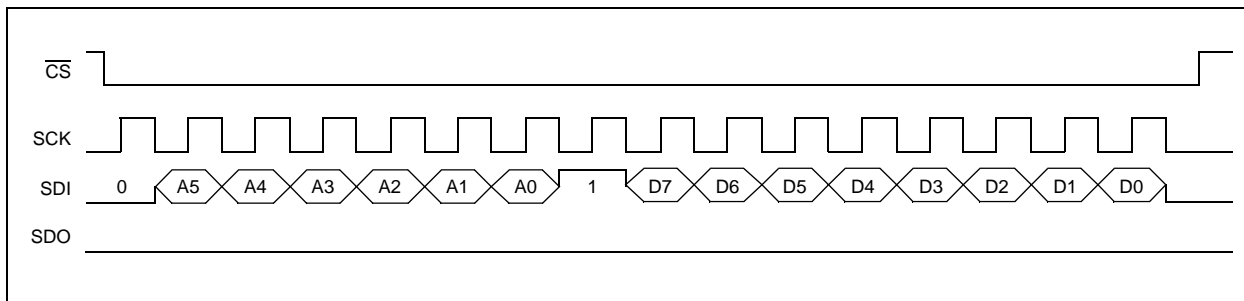 C̅S̅
SCK
SDI 0 A5 A4 A3 A2 A1 A0 1 D7 D6 D5 D4 D3 D2 D1 D0
SDO